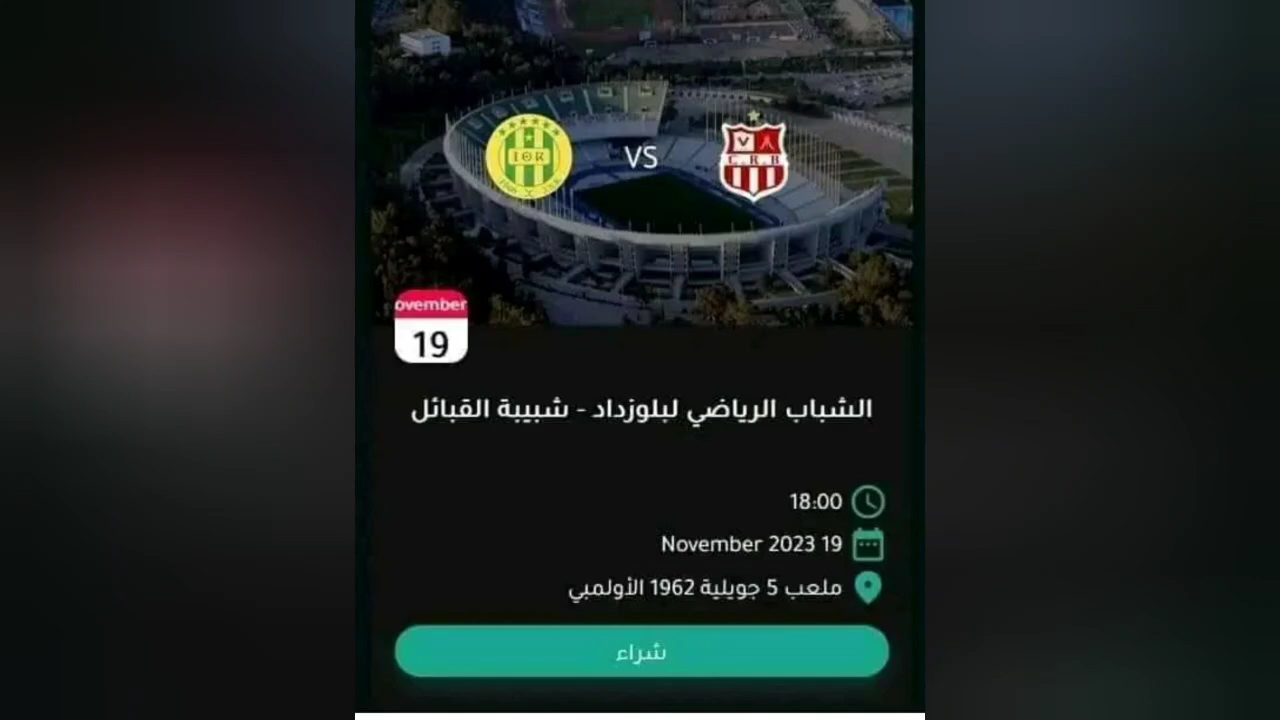 VS
C.R.B
ovember
19
الشباب الرياضي لبلوزداد - شبيبة القبائل
18:00
19 November 2023
ملعب 5 جويلية 1962 الأولمبي
شراء